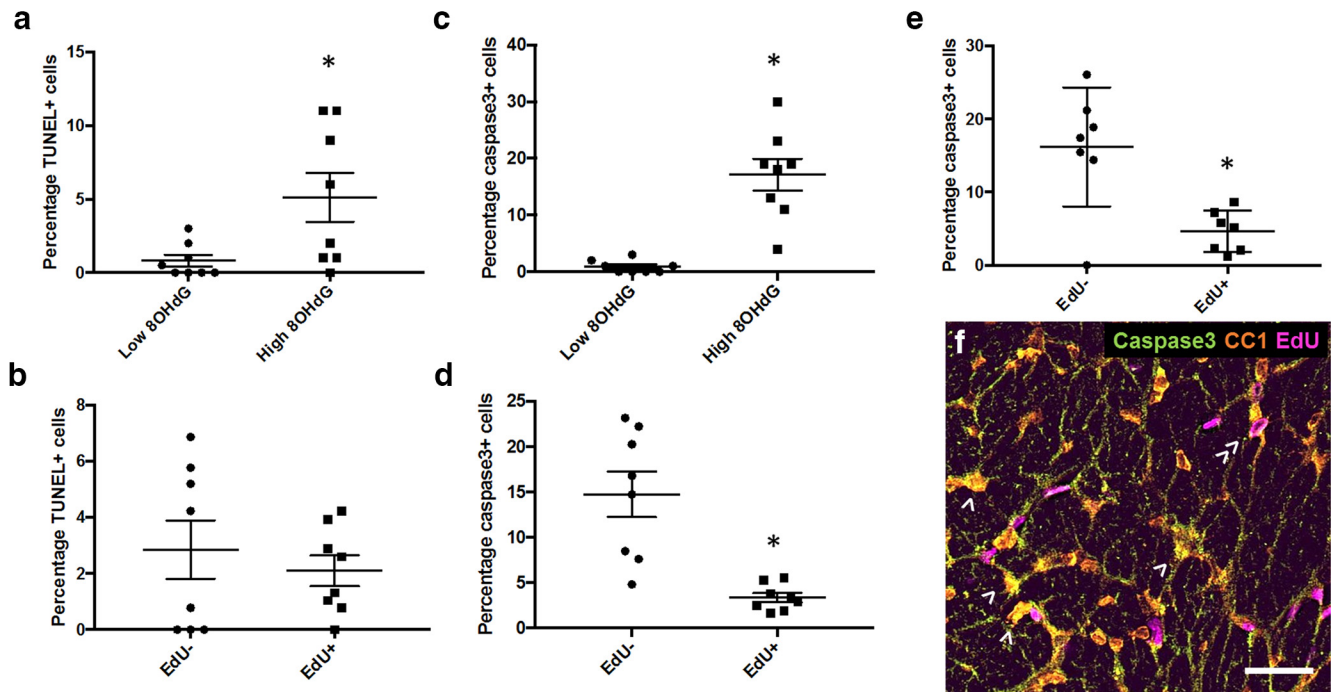 a
Percentage TUNEL+ cells
15
10
5
0
*
Low 8OHdG
High 8OHdG
c
Percentage caspase3+ cells
40
30
20
10
0
*
Low 8OHdG
High 8OHdG
e
Percentage caspase3+ cells
30
20
10
0
*
EdU-
EdU+
b
Percentage TUNEL+ cells
8
6
4
2
0
EdU-
EdU+
d
Percentage caspase3+ cells
25
20
15
10
5
0
*
EdU-
EdU+
f
Caspase3 CC1 EdU